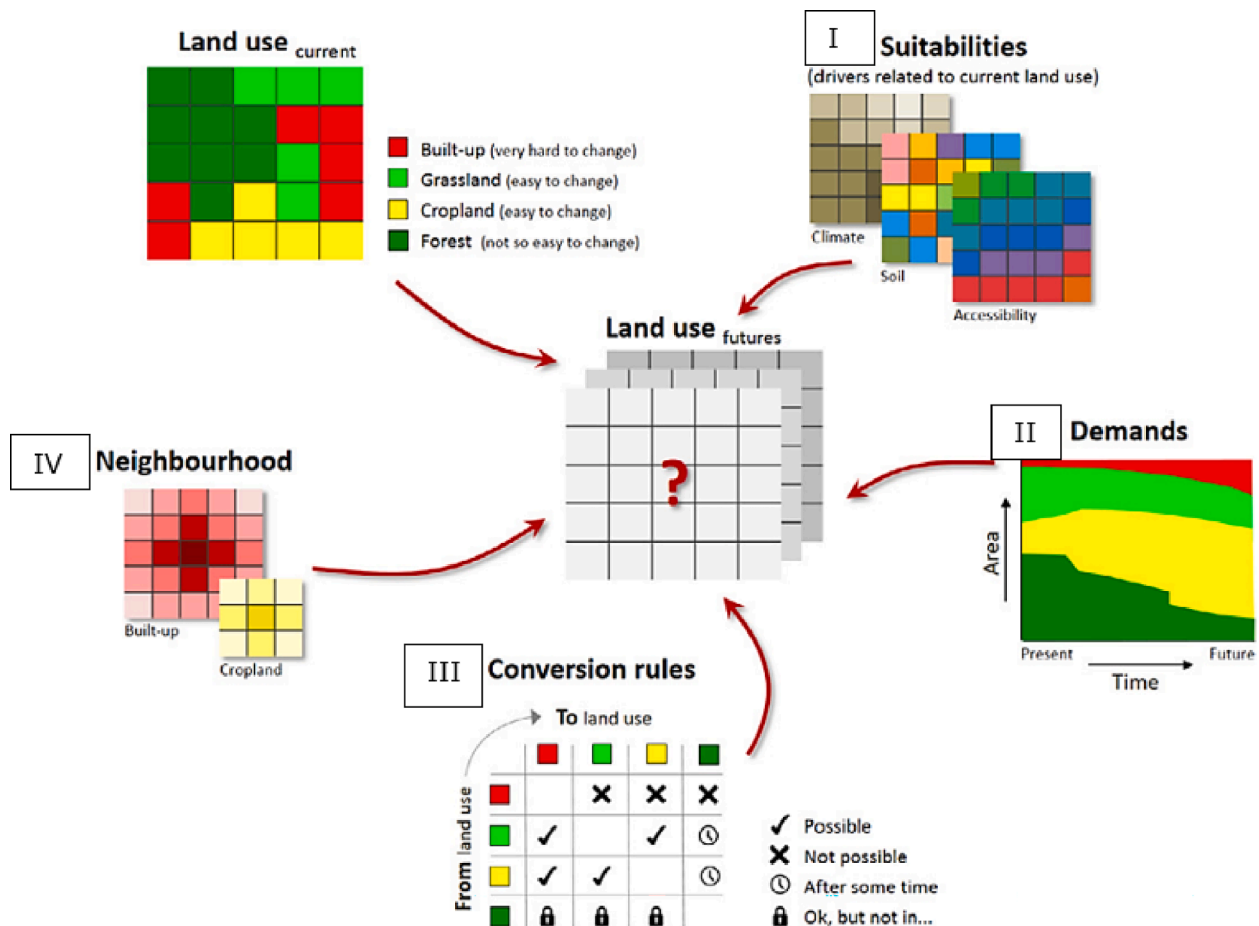 Land use current
Built-up (very hard to change)
Grassland (easy to change)
Cropland (easy to change)
Forest (not so easy to change)
I Suitabilities
(drivers related to current land use)
Climate
Soil
Accessibility
Land use futures
?
IV Neighbourhood
Built-up
Cropland
II Demands
Area
Present Future
Time
III Conversion rules
To land use
From land use
Possible
Not possible
After some time
Ok, but not in...